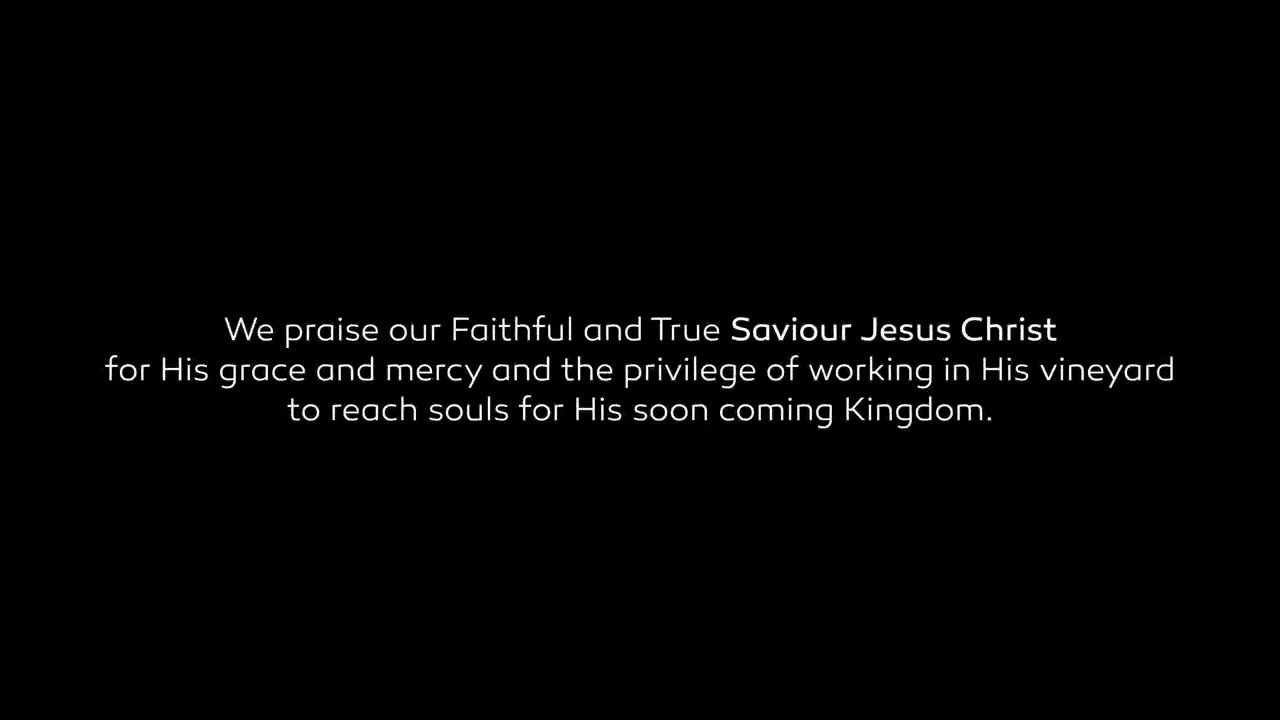 We praise our Faithful and True Saviour Jesus Christ
for His grace and mercy and the privilege of working in His vineyard
to reach souls for His soon coming Kingdom.